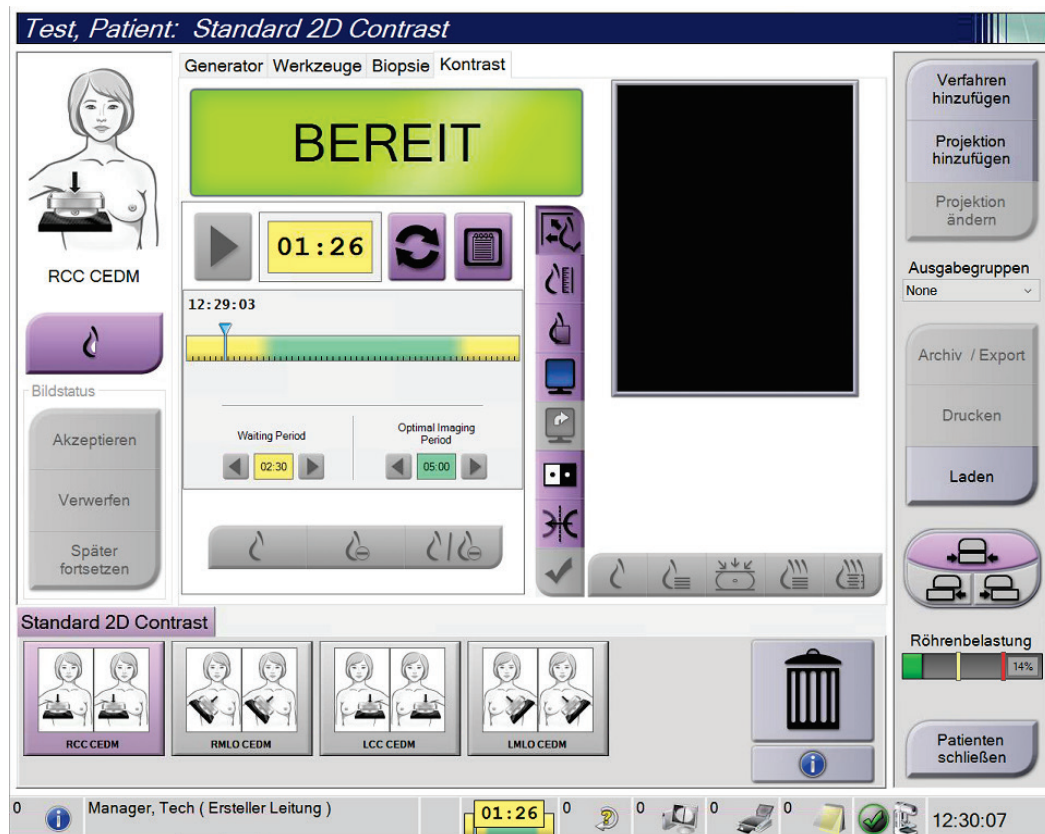 Test, Patient: Standard 2D Contrast
Generator Werkzeuge Biopsie Kontrast
RCC CEDM
Bildstatus
Akzeptieren
Verwerfen
Später
fortsetzen
BEREIT
01:26
12:29:03
Waiting Period
02:30
Optimal Imaging
Period
05:00
Verfahren
hinzufügen
Projektion
hinzufügen
Projektion
ändern
Ausgabegruppen
None
Archiv / Export
Drucken
Laden
Röhrenbelastung
14%
Patienten
schließen
Standard 2D Contrast
RCC CEDM
RMLO CEDM
LCC CEDM
LMLO CEDM
0 Manager, Tech ( Ersteller Leitung ) 01:26 0 0 0 0 12:30:07